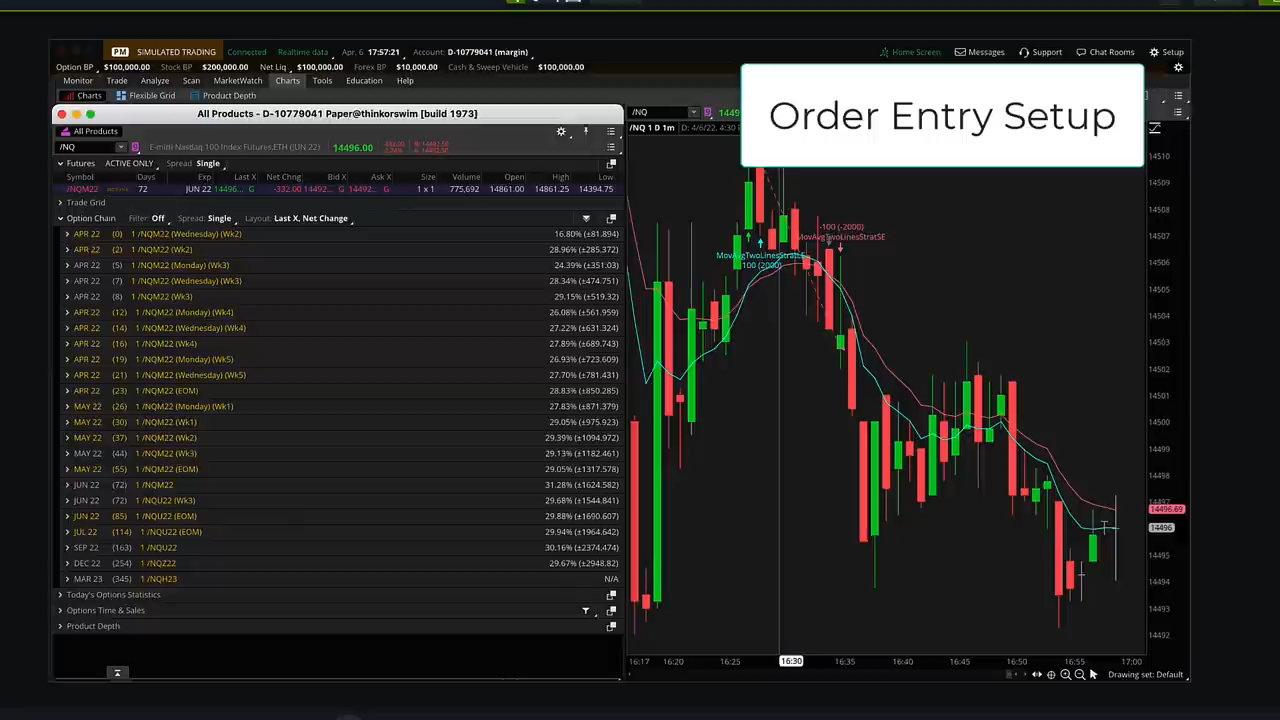 PM SIMULATED TRADING Connected Realtime data Apr. 6 17:57:21 Account: D-10779041 (margin) Home Screen Messages Support Chat Rooms Setup
Option BP $100,000.00 Stock BP $200,000.00 Net Liq $100,000.00 Forex BP $10,000.00 Cash & Sweep Vehicle $100,000.00
Monitor Trade Analyze Scan MarketWatch Charts Tools Education Help
Charts Flexible Grid Product Depth
Order Entry Setup
All Products - D-10779041 Paper@thinkorswim [build 1973]
All Products
/NQ E-mini Nasdaq 100 Index Futures,ETH (JUN 22) 14496.00
Futures ACTIVE ONLY Spread Single
Symbol Days Exp Last X Net Chng Bid X Ask X Size Volume Open High Low
/NQM22 72 JUN 22 14496... G -332.00 14492... G 14492... G 1 x 1 775,692 14861.00 14861.25 14394.75
Trade Grid
Option Chain Filter: Off Spread: Single Layout: Last X, Net Change
APR 22 (0) 1 /NQM22 (Wednesday) (Wk2) 16.80% (±81.894)
APR 22 (2) 1 /NQM22 (Wk2) 28.96% (±285.372)
APR 22 (5) 1 /NQM22 (Monday) (Wk3) 24.39% (±351.03)
APR 22 (7) 1 /NQM22 (Wednesday) (Wk3) 28.34% (±474.751)
APR 22 (8) 1 /NQM22 (Wk3) 29.15% (±519.32)
APR 22 (12) 1 /NQM22 (Monday) (Wk4) 26.08% (±561.959)
APR 22 (14) 1 /NQM22 (Wednesday) (Wk4) 27.22% (±631.324)
APR 22 (16) 1 /NQM22 (Wk4) 27.89% (±689.743)
APR 22 (19) 1 /NQM22 (Monday) (Wk5) 26.93% (±723.609)
APR 22 (21) 1 /NQM22 (Wednesday) (Wk5) 27.70% (±781.431)
APR 22 (23) 1 /NQM22 (EOM) 28.83% (±850.285)
MAY 22 (26) 1 /NQM22 (Monday) (Wk1) 27.83% (±871.379)
MAY 22 (30) 1 /NQM22 (Wk1) 29.05% (±975.923)
MAY 22 (37) 1 /NQM22 (Wk2) 29.39% (±1094.972)
MAY 22 (44) 1 /NQM22 (Wk3) 29.13% (±1182.461)
MAY 22 (55) 1 /NQM22 (EOM) 29.05% (±1317.578)
JUN 22 (72) 1 /NQM22 31.28% (±1624.582)
JUN 22 (72) 1 /NQU22 (Wk3) 29.68% (±1544.841)
JUN 22 (85) 1 /NQU22 (EOM) 29.88% (±1690.607)
JUL 22 (114) 1 /NQU22 (EOM) 29.94% (±1964.642)
SEP 22 (163) 1 /NQU22 30.16% (±2374.474)
DEC 22 (254) 1 /NQZ22 29.67% (±2948.82)
MAR 23 (345) 1 /NQH23 N/A
Today's Options Statistics
Options Time & Sales
Product Depth
/NQ 1449
/NQ 1 D 1m D: 4/6/22, 4:30 P
-100 (-2000)
MovAvgTwoLinesStratSE
MovAvgTwoLinesStratLE
100 (2000)
14510
14509
14508
14507
14506
14505
14504
14503
14502
14501
14500
14499
14498
14497
14496.69
14496
14495
14494
14493
14492
16:17 16:20 16:25 16:30 16:35 16:40 16:45 16:50 16:55 17:00
Drawing set: Default